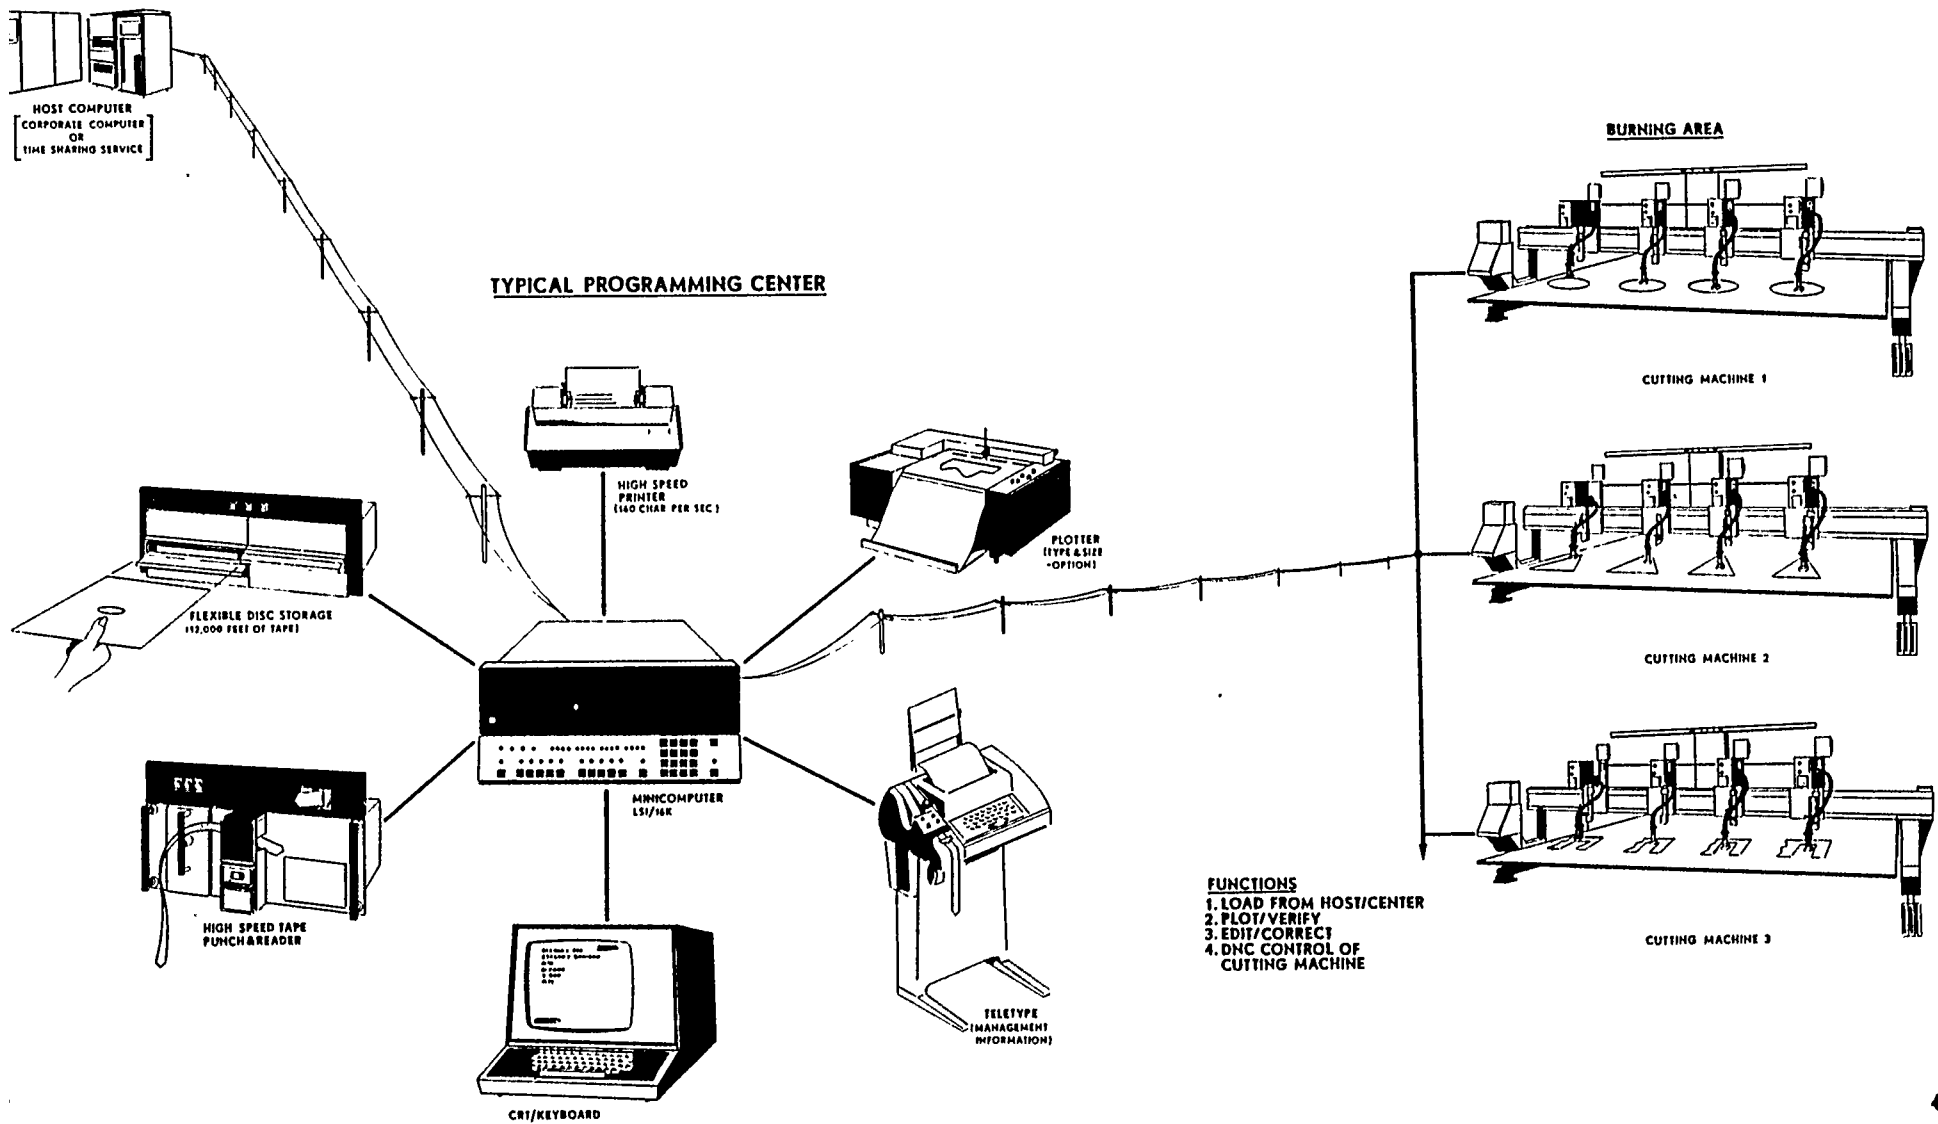 HOST COMPUTER
[CORPORATE COMPUTER
OR
TIME SHARING SERVICE]
BURNING AREA
TYPICAL PROGRAMMING CENTER
CUTTING MACHINE 1
HIGH SPEED
PRINTER
(160 CHAR PER SEC)
PLOTTER
(TYPE & SIZE
-OPTION)
FLEXIBLE DISC STORAGE
(12,000 FEET OF TAPE)
CUTTING MACHINE 2
MINICOMPUTER
LSI/16K
HIGH SPEED TAPE
PUNCH & READER
FUNCTIONS
1. LOAD FROM HOST/CENTER
2. PLOT/VERIFY
3. EDIT/CORRECT
4. DNC CONTROL OF
CUTTING MACHINE
CUTTING MACHINE 3
TELETYPE
(MANAGEMENT
INFORMATION)
CRT/KEYBOARD